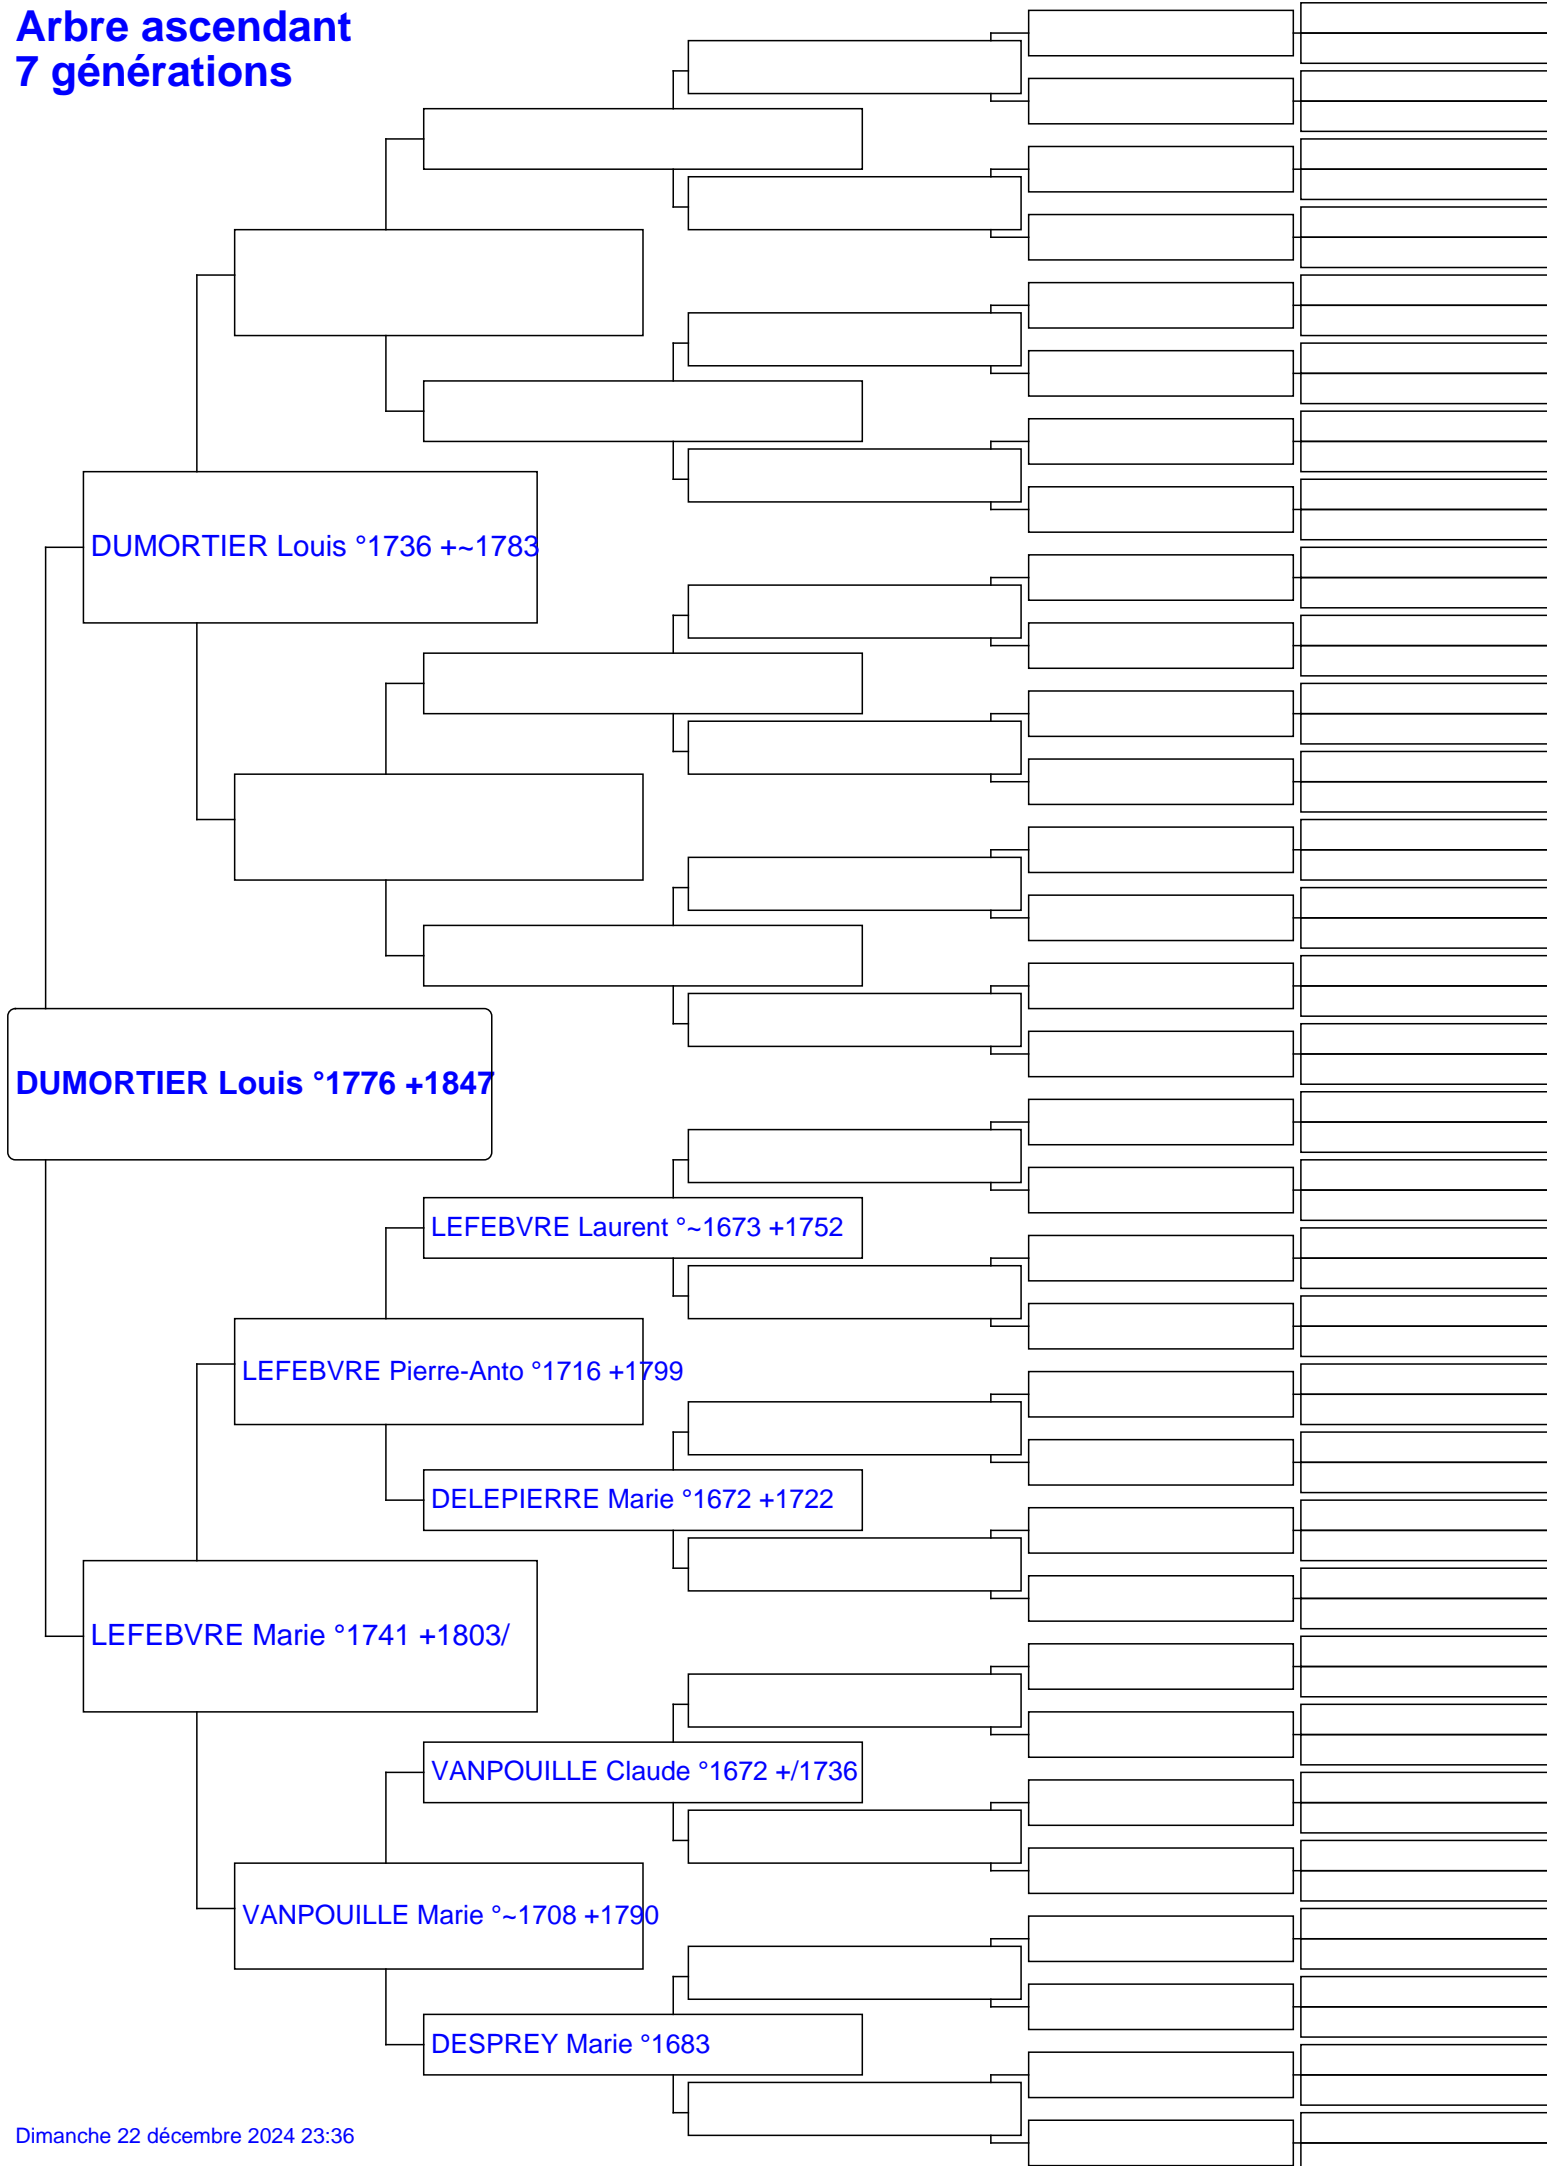 Arbre ascendant
7 générations
DUMORTIER Louis °1736 +~1783
DUMORTIER Louis °1776 +1847
LEFEBVRE Laurent °~1673 +1752
LEFEBVRE Pierre-Anto °1716 +1799
DELEPIERRE Marie °1672 +1722
LEFEBVRE Marie °1741 +1803/
VANPOUILLE Claude °1672 +/1736
VANPOUILLE Marie °~1708 +1790
DESPREY Marie °1683
Dimanche 22 décembre 2024 23:36